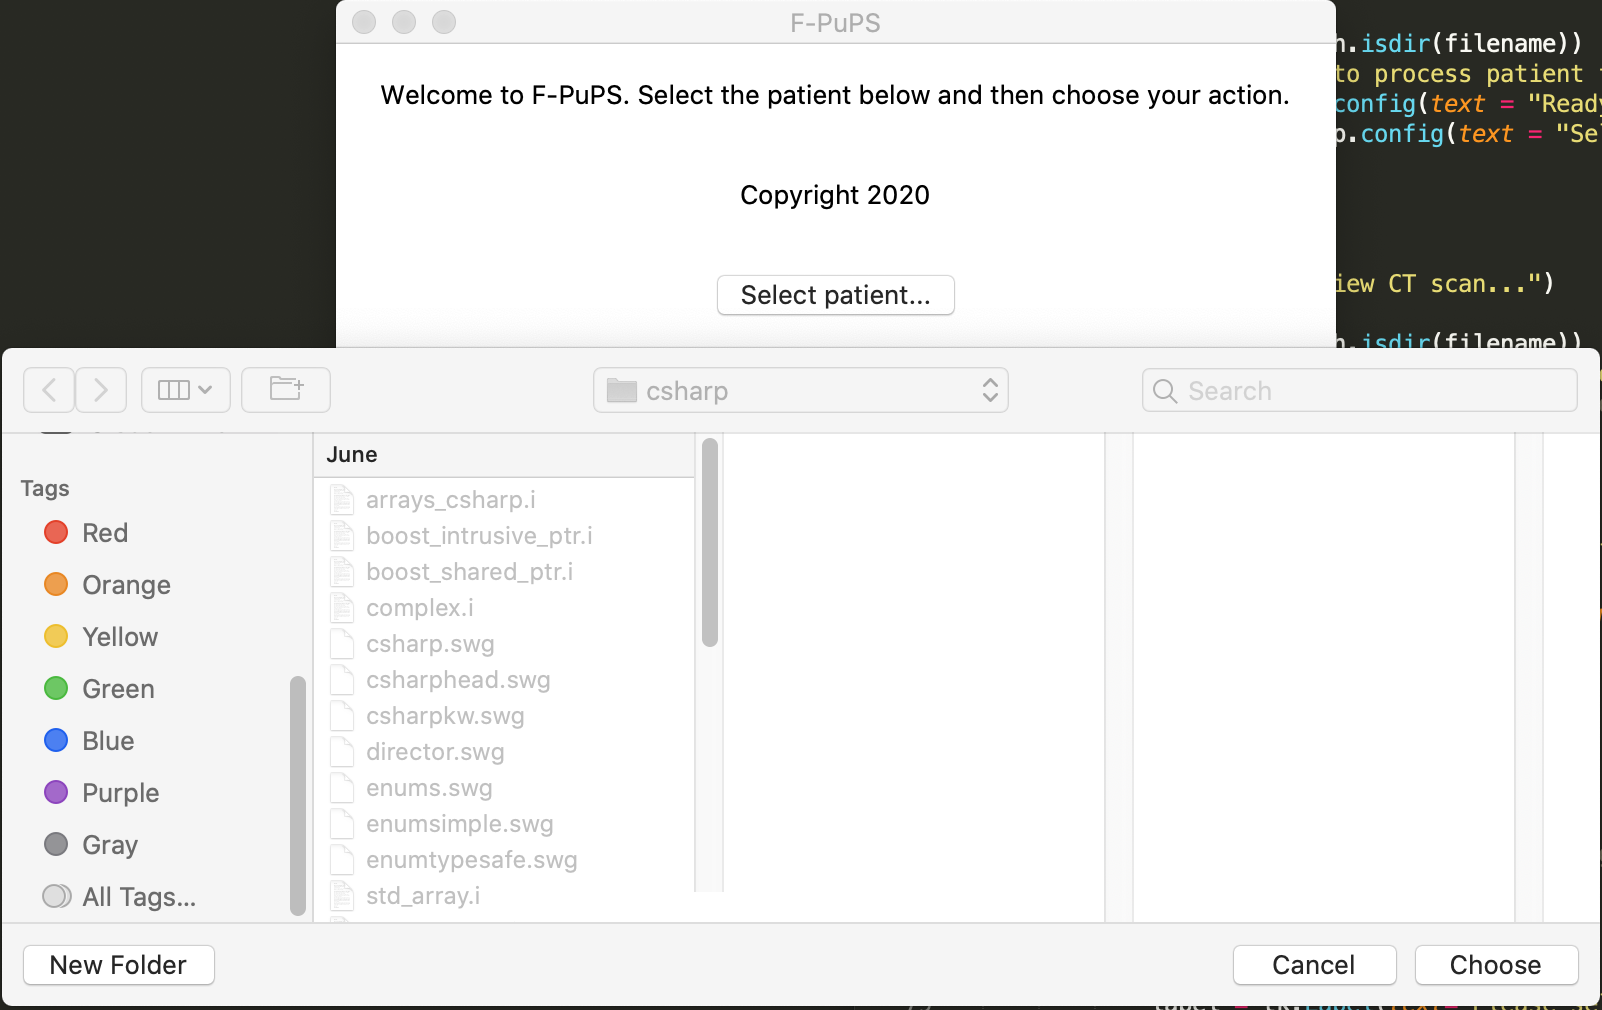 F-PuPS
Welcome to F-PuPS. Select the patient below and then choose your action.
Copyright 2020
Select patient...
.isdir(filename))
to process patient
config(text = "Ready
.config(text = "Se
iew CT scan...")
.isdir(filename))
csharp
Search
Tags
Red
Orange
Yellow
Green
Blue
Purple
Gray
All Tags...
June
arrays_csharp.i
boost_intrusive_ptr.i
boost_shared_ptr.i
complex.i
csharp.swg
csharphead.swg
csharpkw.swg
director.swg
enums.swg
enumsimple.swg
enumtypesafe.swg
std_array.i
New Folder
Cancel
Choose